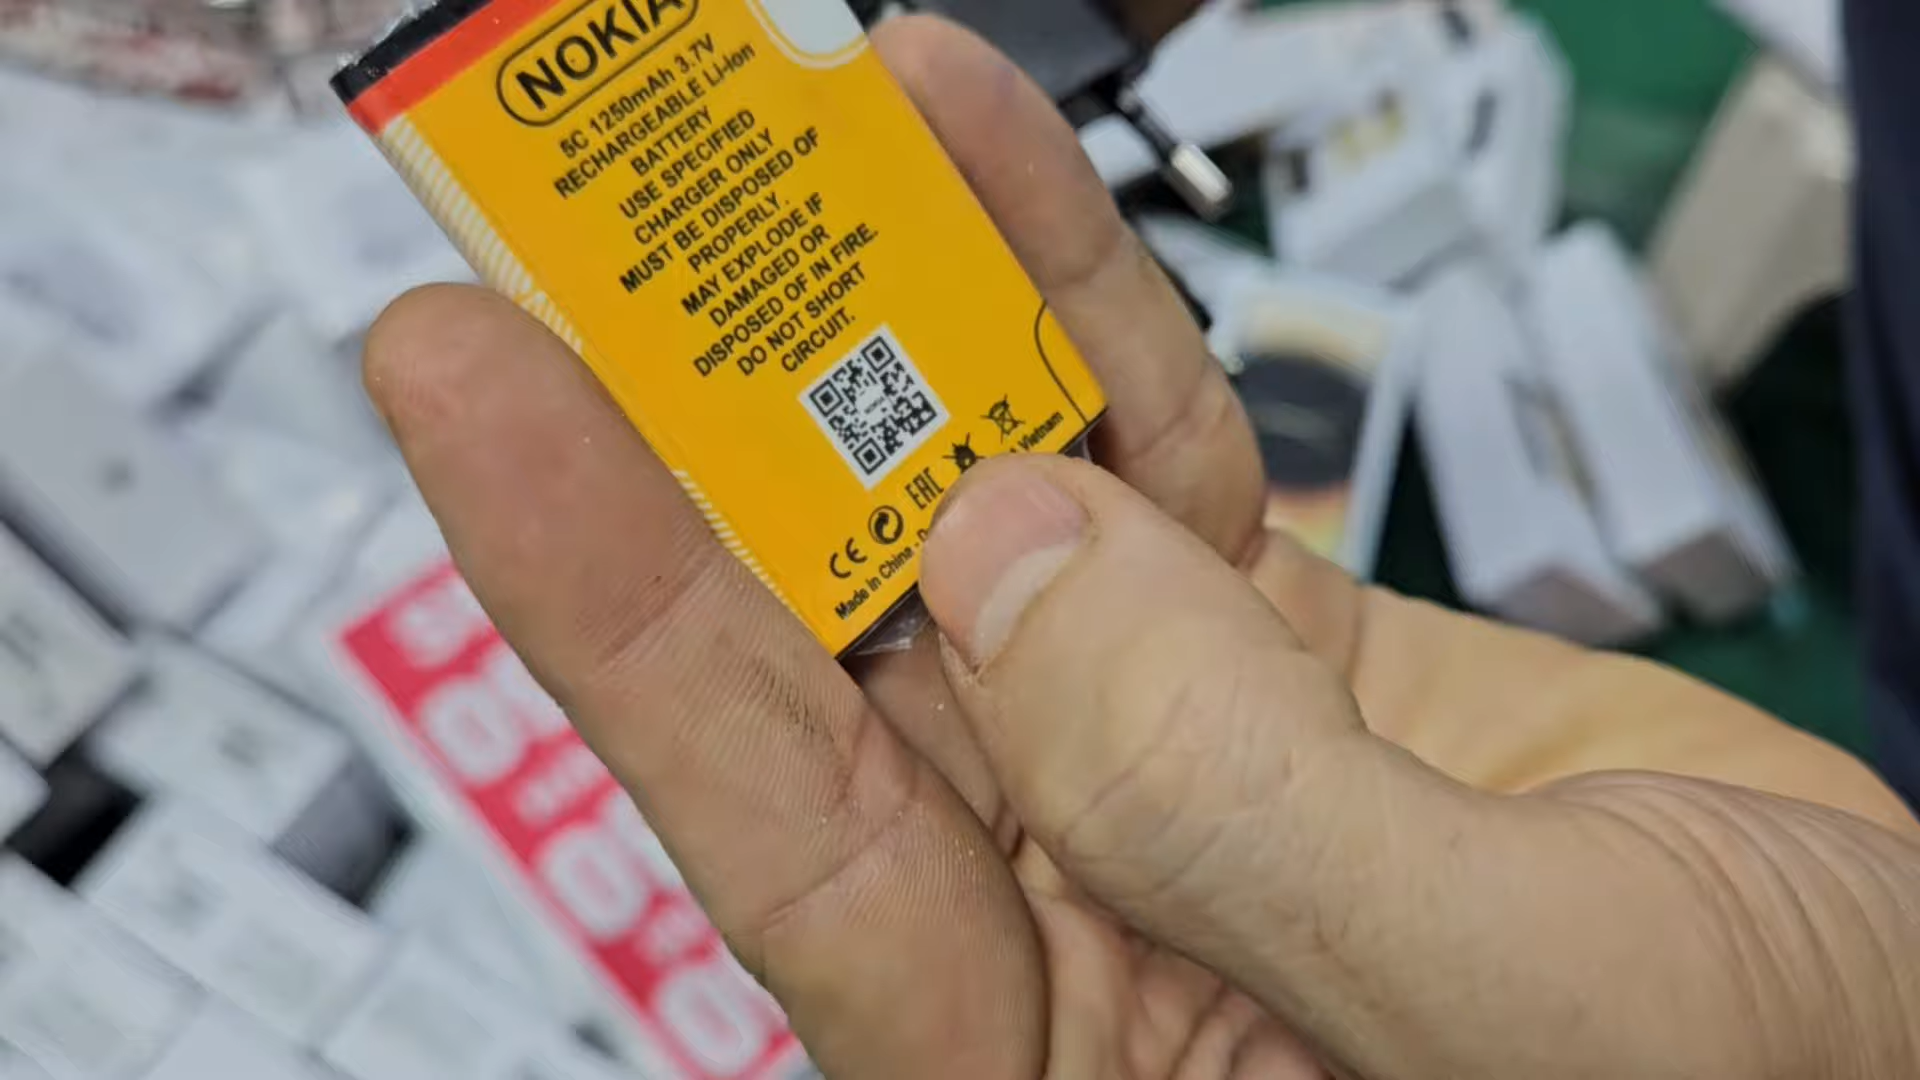 NOKIA
5C 1250mAh 3.7V
RECHARGEABLE Li-Ion
BATTERY
USE SPECIFIED
CHARGER ONLY
MUST BE DISPOSED OF
PROPERLY.
MAY EXPLODE IF
DAMAGED OR
DISPOSED OF IN FIRE.
DO NOT SHORT
CIRCUIT.
CE EAC
Made in China - Vietnam